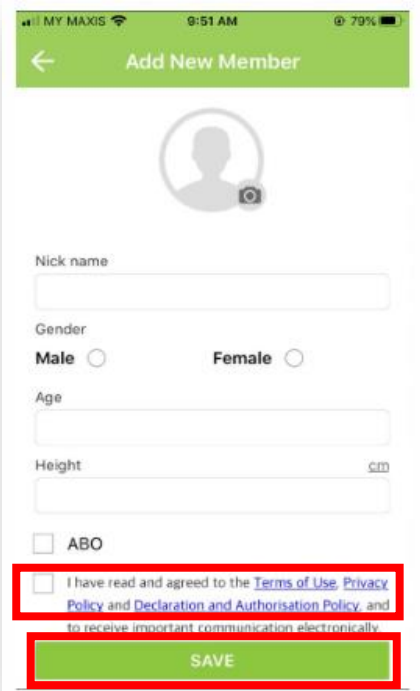 MY MAXIS 9:51 AM 79%
Add New Member
Nick name
Gender
Male Female
Age
Height cm
ABO
I have read and agreed to the Terms of Use, Privacy
Policy and Declaration and Authorisation Policy, and
to receive important communication electronically.
SAVE